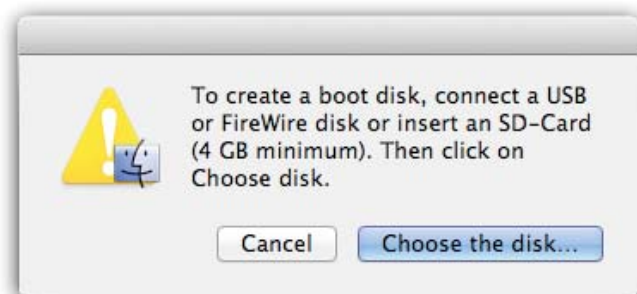 To create a boot disk, connect a USB
or FireWire disk or insert an SD-Card
(4 GB minimum). Then click on
Choose disk.
Cancel
Choose the disk...